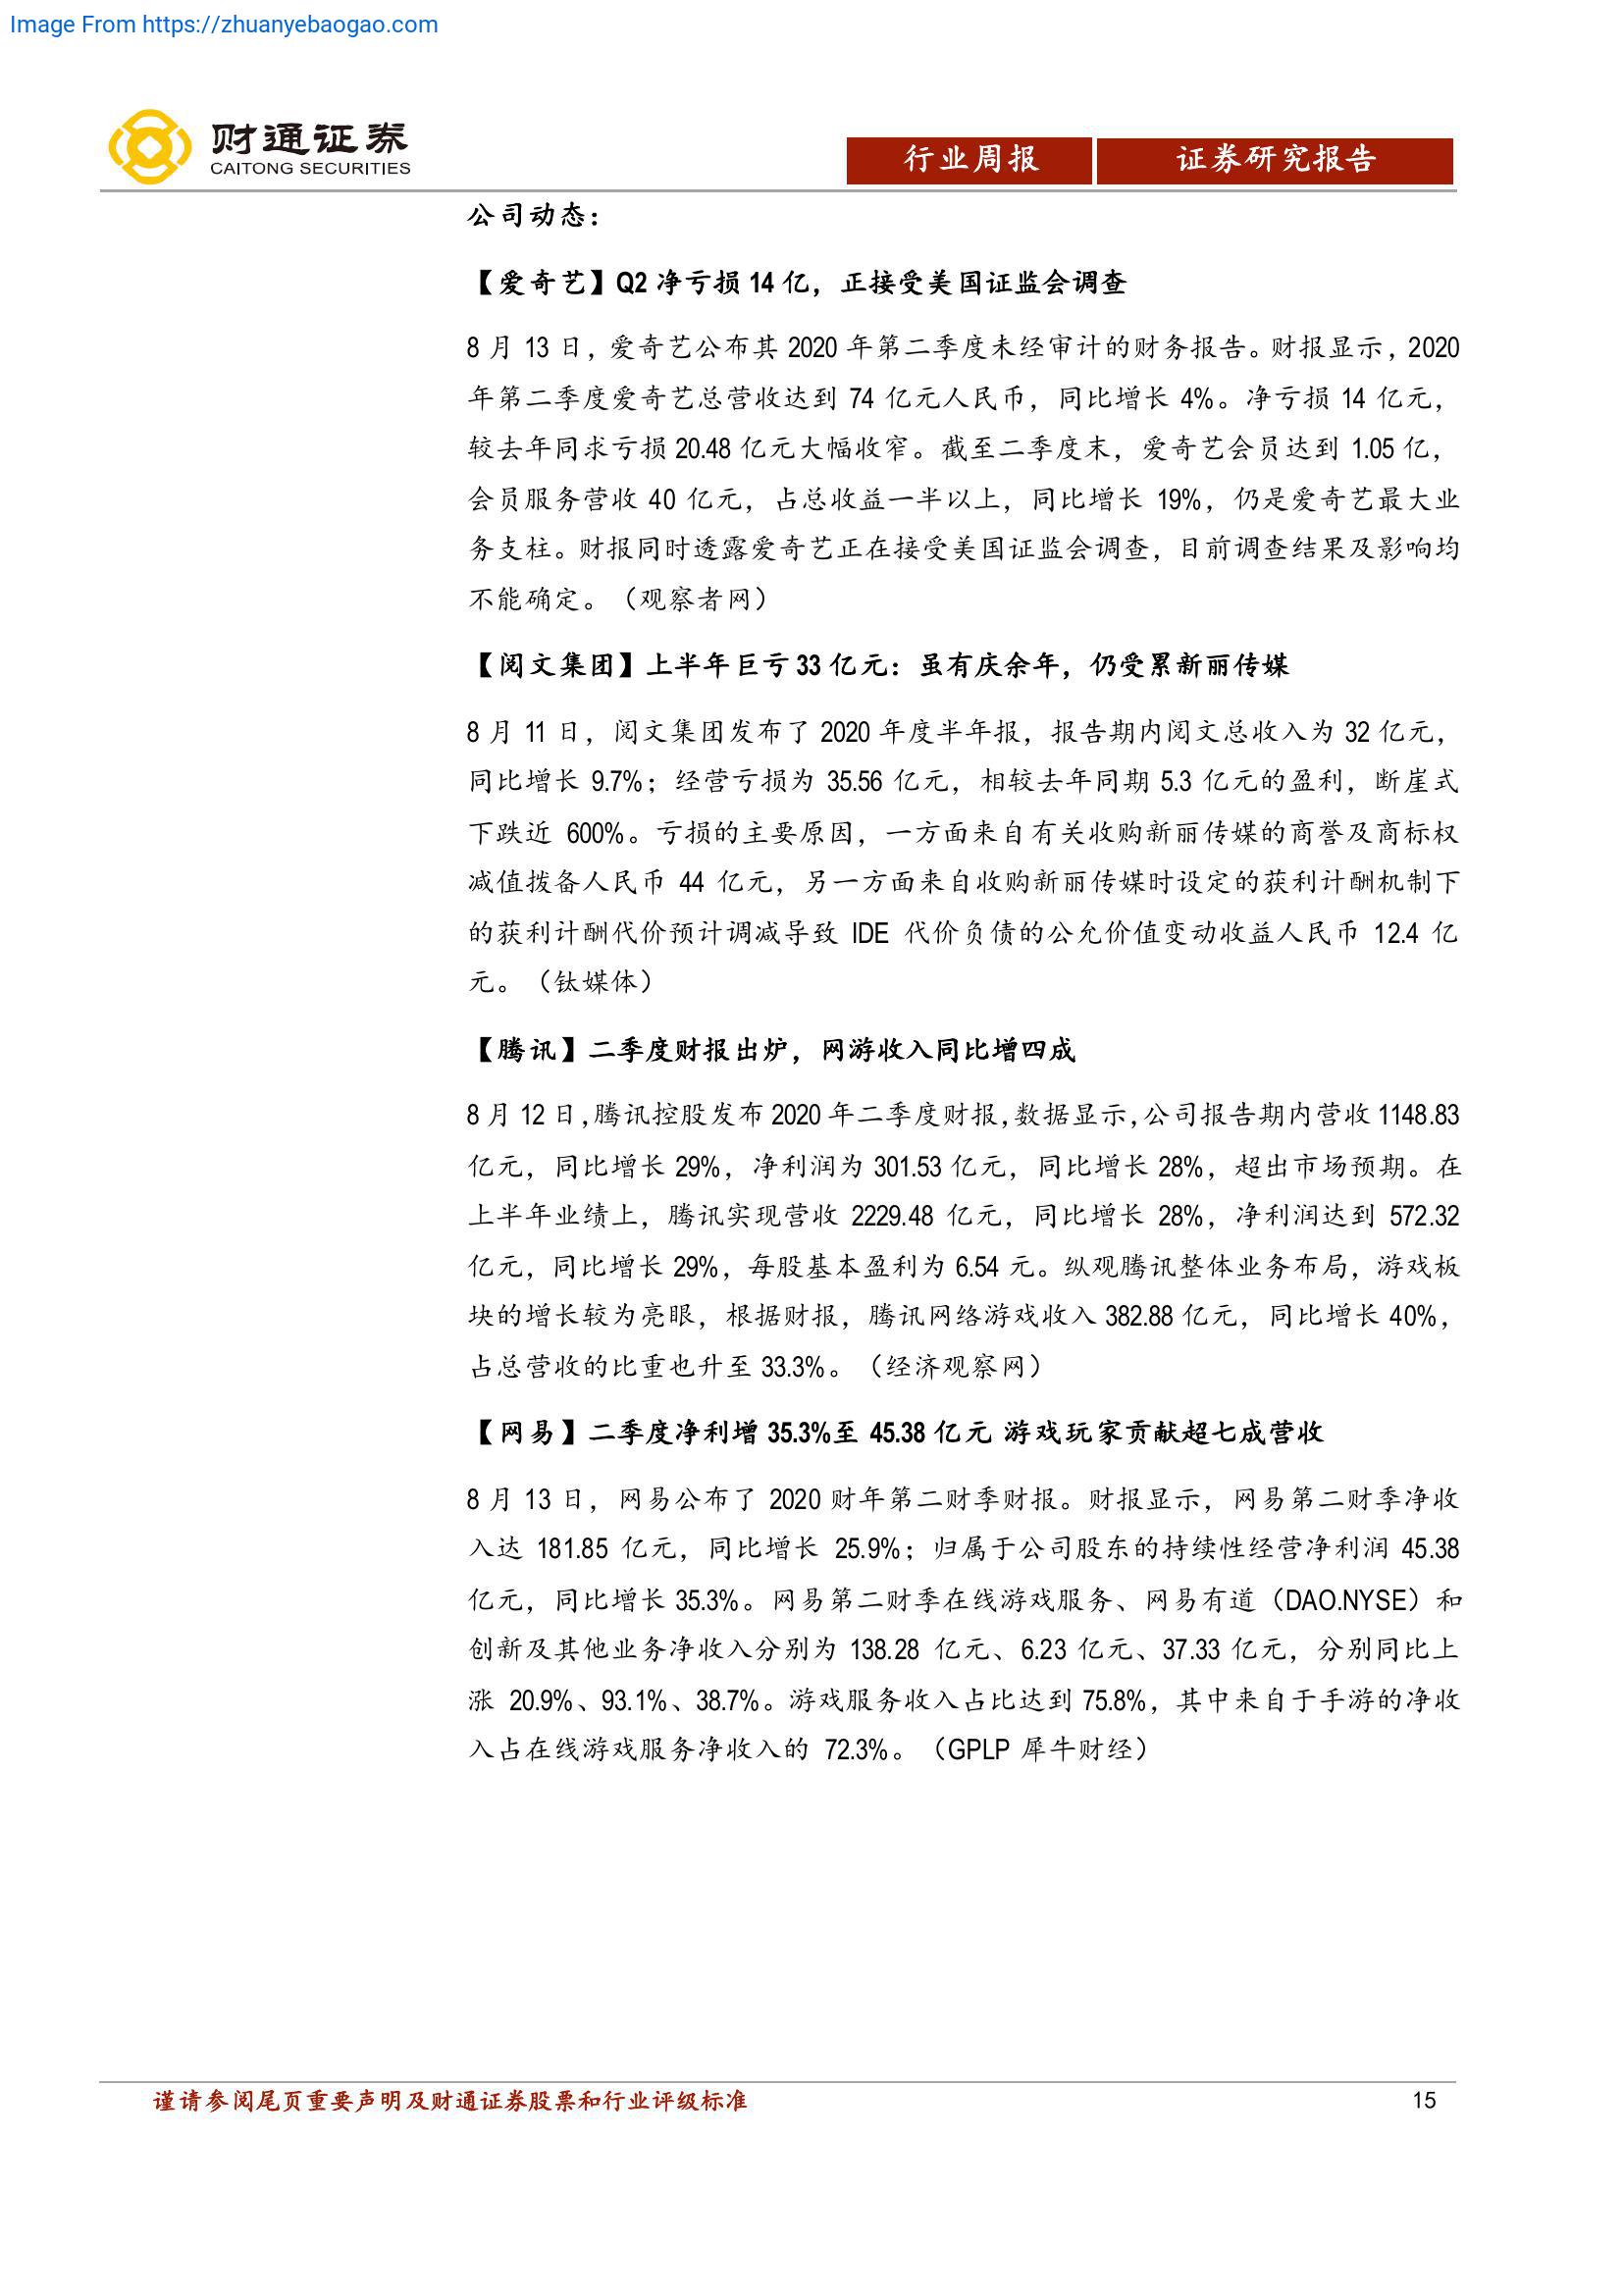 Image From https://zhuanyebaogao.com
财通证券
CAITONG SECURITIES
行业周报
证券研究报告
公司动态：
【爱奇艺】Q2 净亏损 14 亿，正接受美国证监会调查
8 月 13 日，爱奇艺公布其 2020 年第二季度未经审计的财务报告。财报显示，2020
年第二季度爱奇艺总营收达到 74 亿元人民币，同比增长 4%。净亏损 14 亿元，
较去年同求亏损 20.48 亿元大幅收窄。截至二季度末，爱奇艺会员达到 1.05 亿，
会员服务营收 40 亿元，占总收益一半以上，同比增长 19%，仍是爱奇艺最大业
务支柱。财报同时透露爱奇艺正在接受美国证监会调查，目前调查结果及影响均
不能确定。（观察者网）
【阅文集团】上半年巨亏 33 亿元：虽有庆余年，仍受累新丽传媒
8 月 11 日，阅文集团发布了 2020 年度半年报，报告期内阅文总收入为 32 亿元，
同比增长 9.7%；经营亏损为 35.56 亿元，相较去年同期 5.3 亿元的盈利，断崖式
下跌近 600%。亏损的主要原因，一方面来自有关收购新丽传媒的商誉及商标权
减值拨备人民币 44 亿元，另一方面来自收购新丽传媒时设定的获利计酬机制下
的获利计酬代价预计调减导致 IDE 代价负债的公允价值变动收益人民币 12.4 亿
元。（钛媒体）
【腾讯】二季度财报出炉，网游收入同比增四成
8 月 12 日，腾讯控股发布 2020 年二季度财报，数据显示，公司报告期内营收 1148.83
亿元，同比增长 29%，净利润为 301.53 亿元，同比增长 28%，超出市场预期。在
上半年业绩上，腾讯实现营收 2229.48 亿元，同比增长 28%，净利润达到 572.32
亿元，同比增长 29%，每股基本盈利为 6.54 元。纵观腾讯整体业务布局，游戏板
块的增长较为亮眼，根据财报，腾讯网络游戏收入 382.88 亿元，同比增长 40%，
占总营收的比重也升至 33.3%。（经济观察网）
【网易】二季度净利增 35.3%至 45.38 亿元 游戏玩家贡献超七成营收
8 月 13 日，网易公布了 2020 财年第二财季财报。财报显示，网易第二财季净收
入达 181.85 亿元，同比增长 25.9%；归属于公司股东的持续性经营净利润 45.38
亿元，同比增长 35.3%。网易第二财季在线游戏服务、网易有道（DAO.NYSE）和
创新及其他业务净收入分别为 138.28 亿元、6.23 亿元、37.33 亿元，分别同比上
涨 20.9%、93.1%、38.7%。游戏服务收入占比达到 75.8%，其中来自于手游的净收
入占在线游戏服务净收入的 72.3%。（GPLP 犀牛财经）
谨请参阅尾页重要声明及财通证券股票和行业评级标准
15